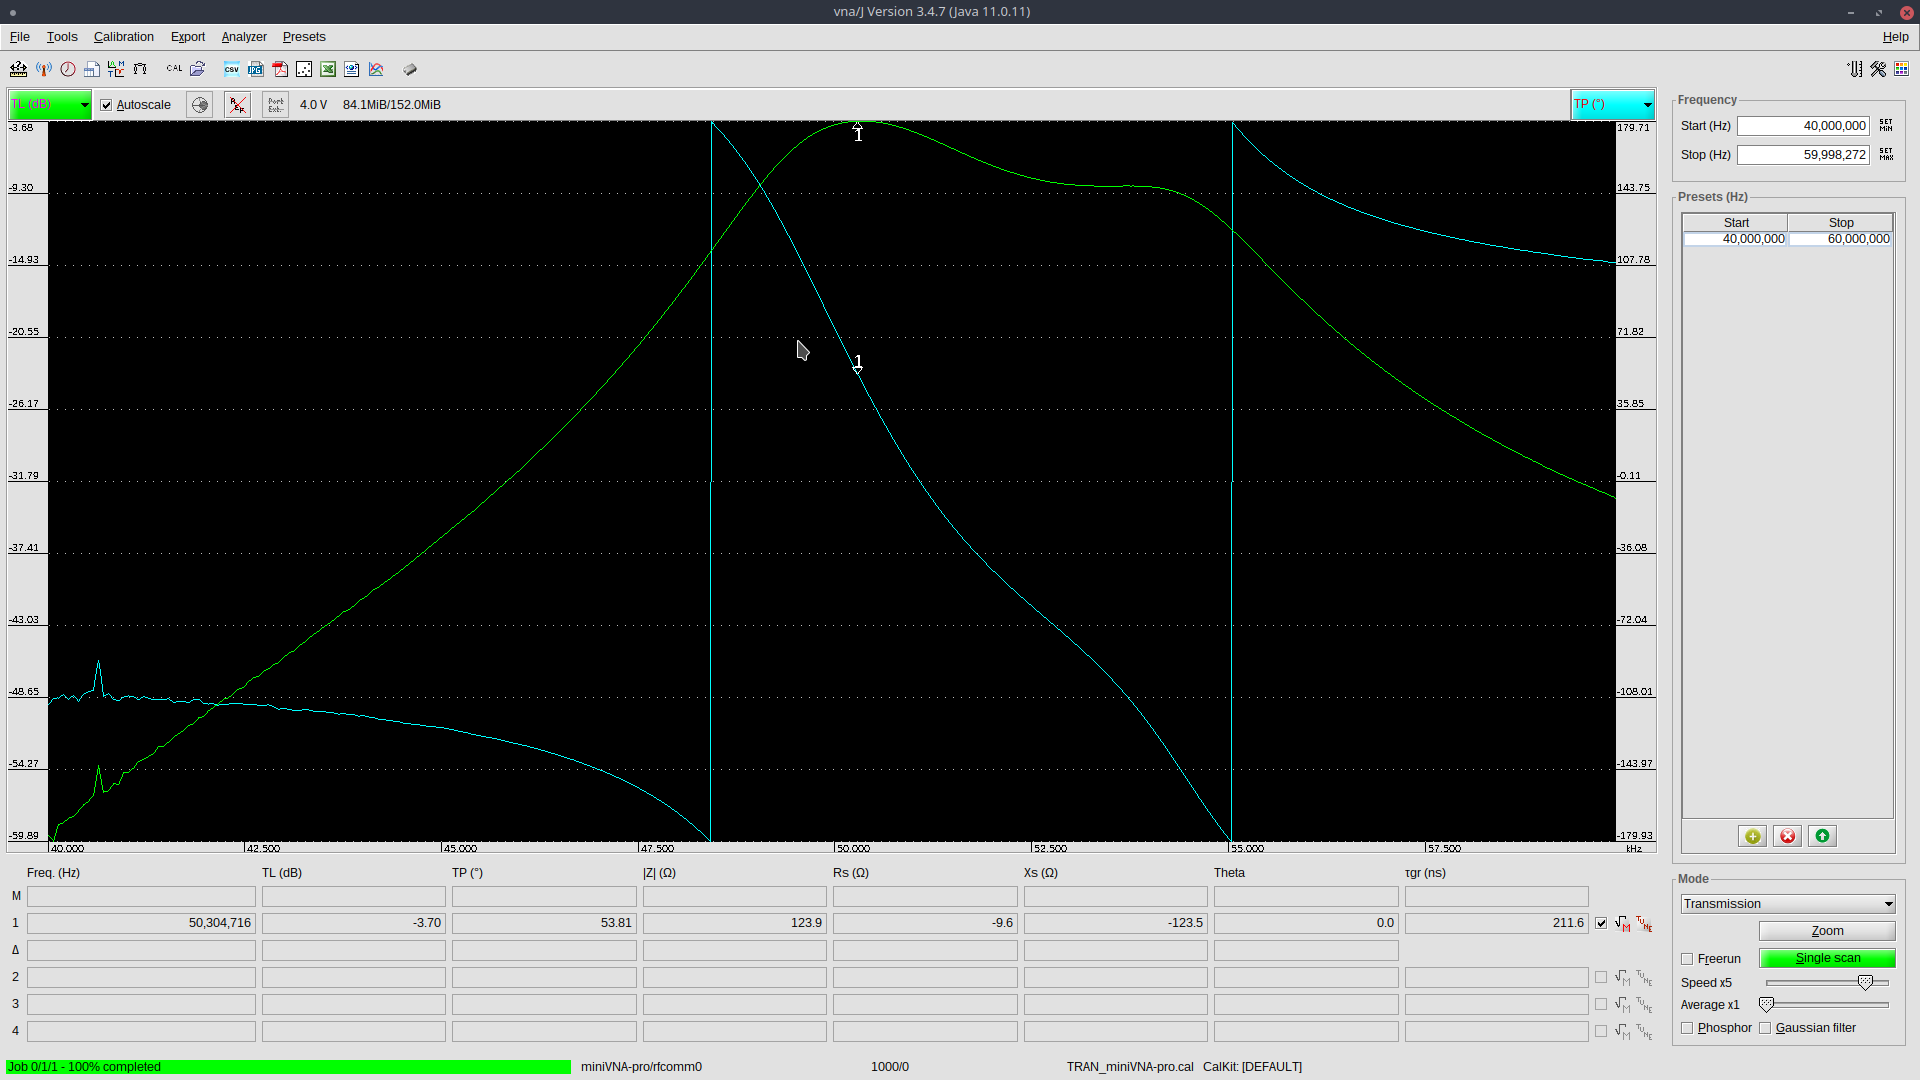 vna/J Version 3.4.7 (Java 11.0.11)
File Tools Calibration Export Analyzer Presets Help
CAL CSV
TL (dB) Autoscale 4.0 V 84.1MiB/152.0MiB TP (°)
Port
Ext.
-3.68
-9.30
-14.93
-20.55
-26.17
-31.79
-37.41
-43.03
-48.65
-54.27
-59.89
1
1
179.71
143.75
107.78
71.82
35.85
-0.11
-36.08
-72.04
-108.01
-143.97
-179.93
40.000 42.500 45.000 47.500 50.000 52.500 55.000 57.500 kHz
Freq. (Hz) TL (dB) TP (°) |Z| (Ω) Rs (Ω) Xs (Ω) Theta τgr (ns)
M
1 50,304,716 -3.70 53.81 123.9 -9.6 -123.5 0.0 211.6
Δ
2
3
4
Job 0/1/1 - 100% completed miniVNA-pro/rfcomm0 1000/0 TRAN_miniVNA-pro.cal CalKit: [DEFAULT]
Frequency
Start (Hz) 40,000,000 SET MIN
Stop (Hz) 59,998,272 SET MAX
Presets (Hz)
Start Stop
40,000,000 60,000,000
Mode
Transmission
Zoom
Freerun Single scan
Speed x5
Average x1
Phosphor Gaussian filter